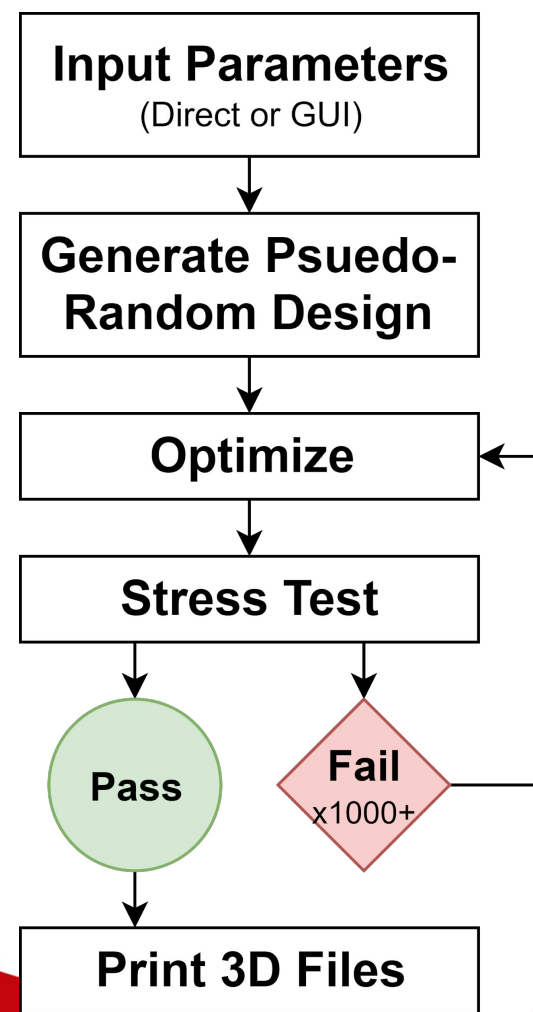 Input Parameters
(Direct or GUI)
Generate Psuedo-
Random Design
Optimize
Stress Test
Pass
Fail
x1000+
Print 3D Files